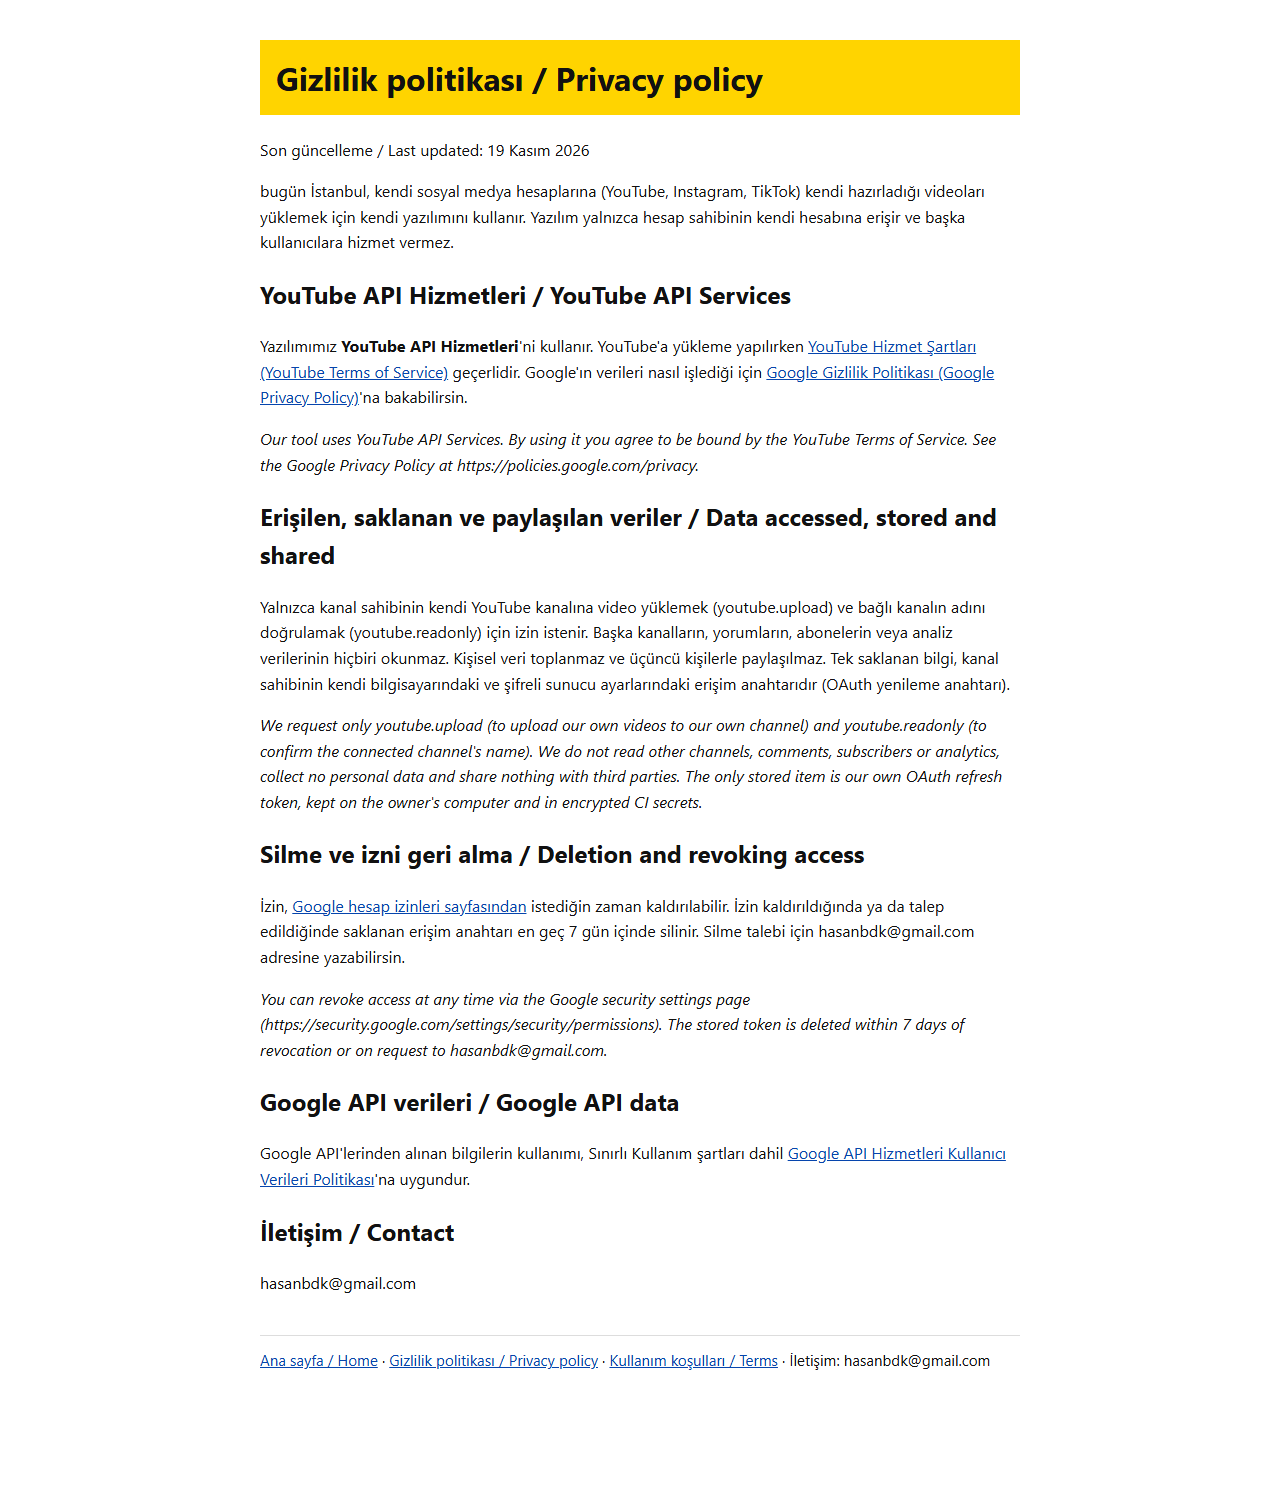 Gizlilik politikası / Privacy policy
Son güncelleme / Last updated: 19 Kasım 2026
bugün İstanbul, kendi sosyal medya hesaplarına (YouTube, Instagram, TikTok) kendi hazırladığı videoları
yüklemek için kendi yazılımını kullanır. Yazılım yalnızca hesap sahibinin kendi hesabına erişir ve başka
kullanıcılara hizmet vermez.
YouTube API Hizmetleri / YouTube API Services
Yazılımımız YouTube API Hizmetleri'ni kullanır. YouTube'a yükleme yapılırken YouTube Hizmet Şartları
(YouTube Terms of Service) geçerlidir. Google'ın verileri nasıl işlediği için Google Gizlilik Politikası (Google
Privacy Policy)'na bakabilirsin.
Our tool uses YouTube API Services. By using it you agree to be bound by the YouTube Terms of Service. See
the Google Privacy Policy at https://policies.google.com/privacy.
Erişilen, saklanan ve paylaşılan veriler / Data accessed, stored and
shared
Yalnızca kanal sahibinin kendi YouTube kanalına video yüklemek (youtube.upload) ve bağlı kanalın adını
doğrulamak (youtube.readonly) için izin istenir. Başka kanalların, yorumların, abonelerin veya analiz
verilerinin hiçbiri okunmaz. Kişisel veri toplanmaz ve üçüncü kişilerle paylaşılmaz. Tek saklanan bilgi, kanal
sahibinin kendi bilgisayarındaki ve şifreli sunucu ayarlarındaki erişim anahtarıdır (OAuth yenileme anahtarı).
We request only youtube.upload (to upload our own videos to our own channel) and youtube.readonly (to
confirm the connected channel's name). We do not read other channels, comments, subscribers or analytics,
collect no personal data and share nothing with third parties. The only stored item is our own OAuth refresh
token, kept on the owner's computer and in encrypted CI secrets.
Silme ve izni geri alma / Deletion and revoking access
İzin, Google hesap izinleri sayfasından istediğin zaman kaldırılabilir. İzin kaldırıldığında ya da talep
edildiğinde saklanan erişim anahtarı en geç 7 gün içinde silinir. Silme talebi için hasanbdk@gmail.com
adresine yazabilirsin.
You can revoke access at any time via the Google security settings page
(https://security.google.com/settings/security/permissions). The stored token is deleted within 7 days of
revocation or on request to hasanbdk@gmail.com.
Google API verileri / Google API data
Google API'lerinden alınan bilgilerin kullanımı, Sınırlı Kullanım şartları dahil Google API Hizmetleri Kullanıcı
Verileri Politikası'na uygundur.
İletişim / Contact
hasanbdk@gmail.com
Ana sayfa / Home · Gizlilik politikası / Privacy policy · Kullanım koşulları / Terms · İletişim: hasanbdk@gmail.com